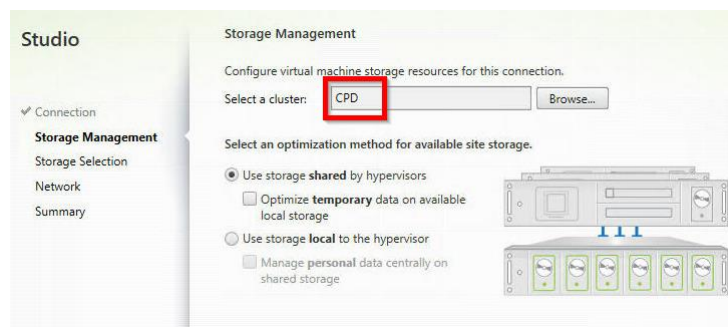 Studio
Connection
Storage Management
Storage Selection
Network
Summary
Storage Management
Configure virtual machine storage resources for this connection.
Select a cluster: CPD Browse...
Select an optimization method for available site storage.
Use storage shared by hypervisors
Optimize temporary data on available
local storage
Use storage local to the hypervisor
Manage personal data centrally on
shared storage